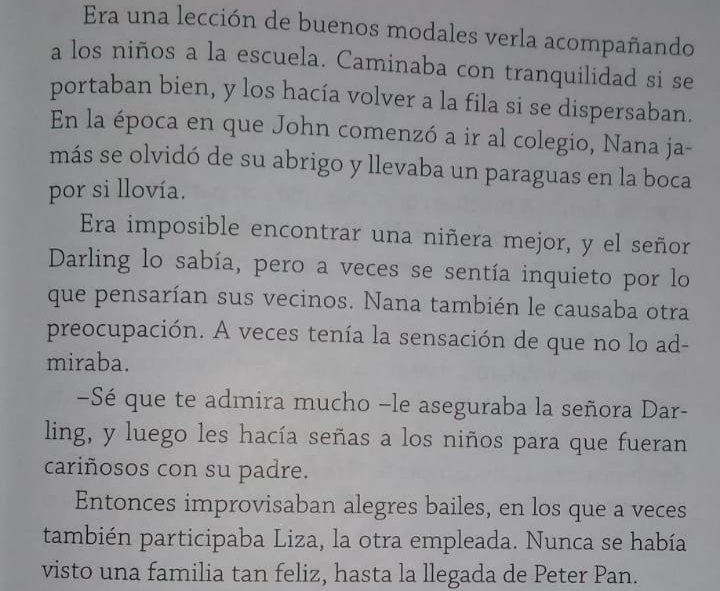 Era una lección de buenos modales verla acompañando
a los niños a la escuela. Caminaba con tranquilidad si se
portaban bien, y los hacía volver a la fila si se dispersaban.
En la época en que John comenzó a ir al colegio, Nana ja-
más se olvidó de su abrigo y llevaba un paraguas en la boca
por si llovía.
Era imposible encontrar una niñera mejor, y el señor
Darling lo sabía, pero a veces se sentía inquieto por lo
que pensarían sus vecinos. Nana también le causaba otra
preocupación. A veces tenía la sensación de que no lo ad-
miraba.
–Sé que te admira mucho –le aseguraba la señora Dar-
ling, y luego les hacía señas a los niños para que fueran
cariñosos con su padre.
Entonces improvisaban alegres bailes, en los que a veces
también participaba Liza, la otra empleada. Nunca se había
visto una familia tan feliz, hasta la llegada de Peter Pan.